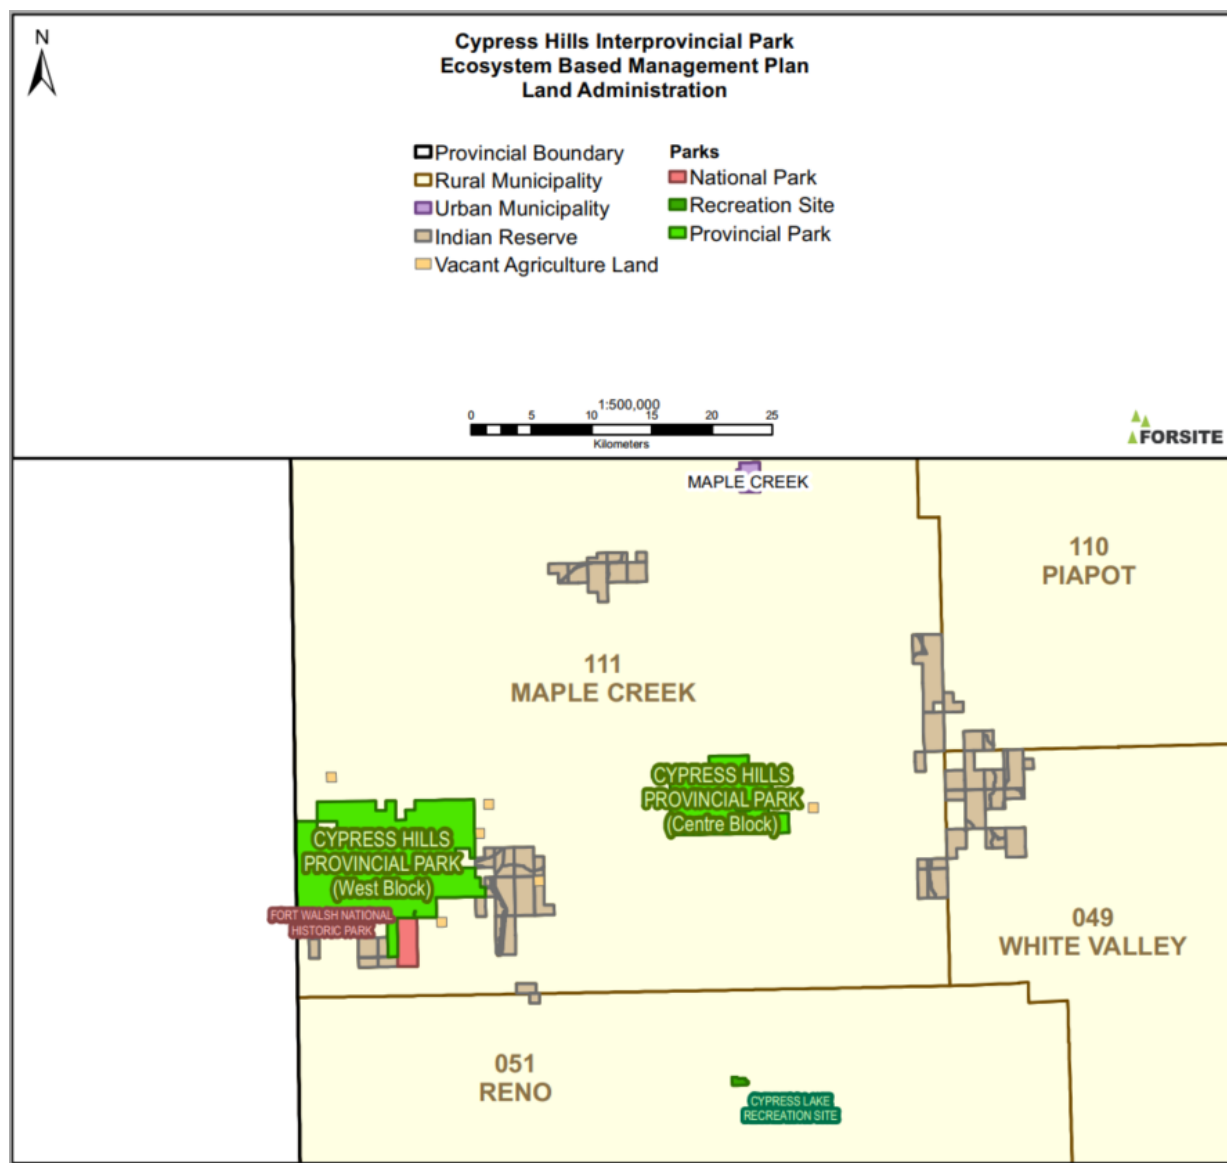 N
Cypress Hills Interprovincial Park
Ecosystem Based Management Plan
Land Administration
Provincial Boundary
Rural Municipality
Urban Municipality
Indian Reserve
Vacant Agriculture Land
Parks
National Park
Recreation Site
Provincial Park
1:500,000
0 5 10 15 20 25
Kilometers
FORSITE
MAPLE CREEK
110
PIAPOT
111
MAPLE CREEK
CYPRESS HILLS
PROVINCIAL PARK
(Centre Block)
CYPRESS HILLS
PROVINCIAL PARK
(West Block)
FORT WALSH NATIONAL
HISTORIC PARK
049
WHITE VALLEY
051
RENO
CYPRESS LAKE
RECREATION SITE